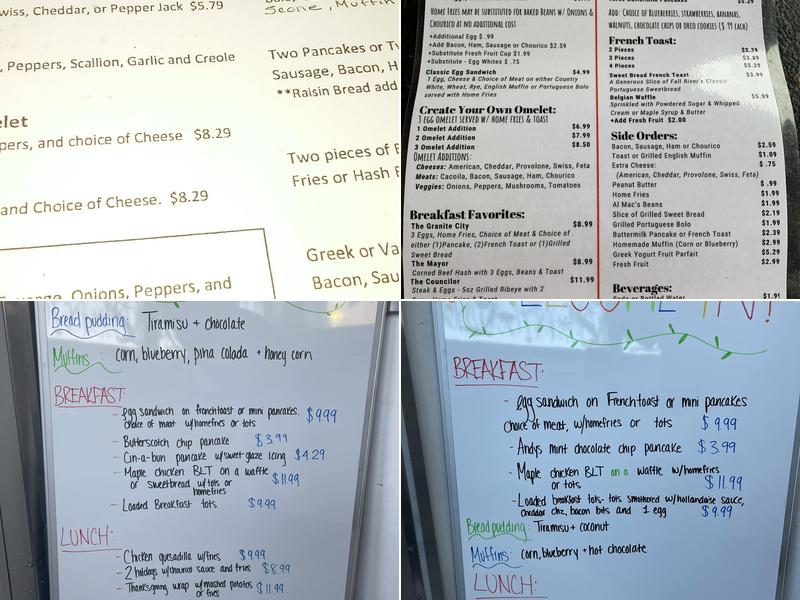 wiss, Cheddar, or Pepper Jack $5.79
Scone, Muffin
, Peppers, Scallion, Garlic and Creole
Two Pancakes or Tw
Sausage, Bacon, H
**Raisin Bread add
elet
pers, and choice of Cheese $8.29
Two pieces of F
Fries or Hash
and Choice of Cheese. $8.29
Greek or Va
Bacon, Sau
Onions, Peppers, and
Home Fries may be substituted for baked beans w/ Onions &
Chourico at no additional cost
+Additional Egg $ .99
+Add Bacon, Ham, Sausage or Chourico $2.59
+Substitute Fresh Fruit Cup $1.99
+Substitute - Egg Whites $ .75
Classic Egg Sandwich $4.99
1 Egg, Cheese & Choice of Meat on either Country
White, Wheat, Rye, English Muffin or Portuguese Bolo
served with Home Fries
Create Your Own Omelet:
3 egg omelet served w/ home fries & toast
1 Omelet Addition $6.99
2 Omelet Addition $7.99
3 Omelet Addition $8.50
Omelet Additions:
Cheeses: American, Cheddar, Provolone, Swiss, Feta
Meats: Cacoila, Bacon, Sausage, Ham, Chourico
Veggies: Onions, Peppers, Mushrooms, Tomatoes
Breakfast Favorites:
The Granite City $8.99
3 Eggs, Home Fries, Choice of Meat & Choice of
either (1)Pancake, (2)French Toast or (1)Grilled
Sweet Bread
The Mayor $8.99
Corned Beef Hash with 3 Eggs, Beans & Toast
The Councilor $11.99
Steak & Eggs - 5oz Grilled Ribeye with 2
$5.29
Add: Choice of Blueberries, Strawberries, Bananas,
Walnuts, Chocolate Chips or Oreo Cookies ($ .99 each)
French Toast:
2 Pieces $2.39
3 Pieces $3.89
4 Pieces $5.29
Sweet Bread French Toast $3.99
A Generous Slice of Fall River's Classic
Portuguese Sweetbread
Belgian Waffle $5.99
Sprinkled with Powdered Sugar & Whipped
Cream or Maple Syrup & Butter
+Add Fresh Fruit $2.00
Side Orders:
Bacon, Sausage, Ham or Chourico $2.59
Toast or Grilled English Muffin $1.09
Extra Cheese: $ .75
(American, Cheddar, Provolone, Swiss, Feta)
Peanut Butter $ .99
Home Fries $1.99
Al Mac's Beans $1.99
Slice of Grilled Sweet Bread $2.19
Grilled Portuguese Bolo $1.99
Buttermilk Pancake or French Toast $2.39
Homemade Muffin (Corn or Blueberry) $2.99
Greek Yogurt Fruit Parfait $5.29
Fresh Fruit $2.99
Beverages:
Bread pudding: Tiramisu + chocolate
Muffins: corn, blueberry, pina colada + honey corn
BREAKFAST:
- egg sandwich on frenchtoast or mini pancakes.
choice of meat w/homefries or tots $9.99
- Butterscotch chip pancake $3.99
- Cin-a-bun pancake w/sweet glaze icing $4.29
- Maple chicken BLT on a waffle
or sweetbread w/tots or
homefries $11.99
- Loaded Breakfast tots $9.99
LUNCH:
- Chicken quesadilla w/fries $9.99
- 2 hotdogs w/chourico sauce and fries $8.99
- Thanksgiving wrap w/mashed potatoes
or fries $11.99
IN!
BREAKFAST:
- egg sandwich on Frenchtoast or mini pancakes
choice of meat, w/homefries or tots $9.99
- Andys mint chocolate chip pancake $3.99
- Maple chicken BLT on a waffle w/homefries
or tots $11.99
- Loaded breakfast tots- tots smothered w/hollandaise sauce,
cheddar chz, bacon bits and 1 egg $9.99
Bread pudding: Tiramisu + coconut
Muffins: corn, blueberry + hot chocolate
LUNCH: